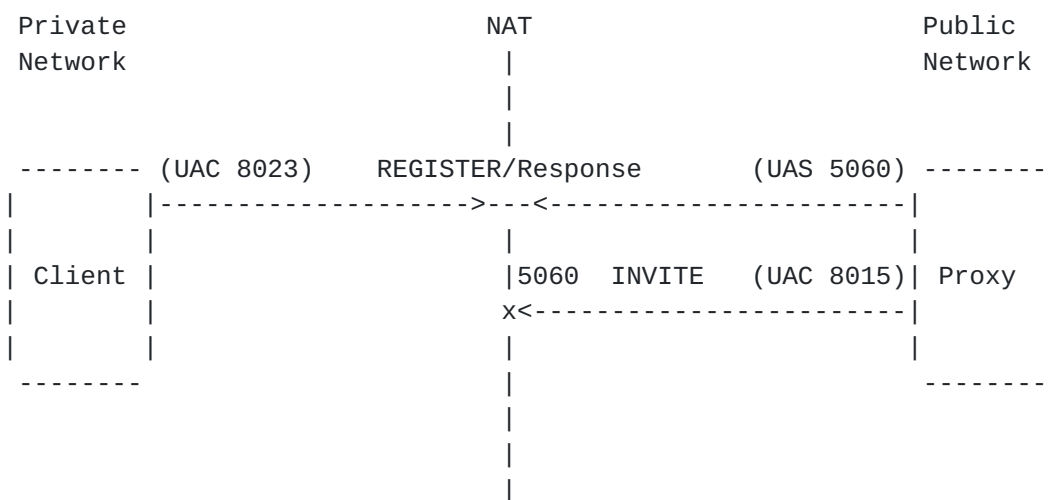 Private NAT Public
Network | Network
|
|
-------- (UAC 8023) REGISTER/Response (UAS 5060) --------
| |-------------------->---<-----------------------|
| | | |
| Client | |5060 INVITE (UAC 8015)| Proxy
| | x<------------------------|
| | | |
-------- | --------
|
|
|